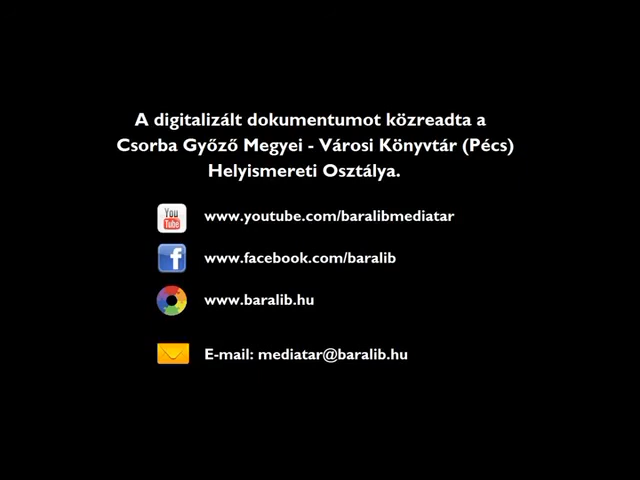 A digitalizált dokumentumot közreadta a
Csorba Győző Megyei - Városi Könyvtár (Pécs)
Helyismereti Osztálya.
You Tube www.youtube.com/baralibmediatar
f www.facebook.com/baralib
www.baralib.hu
E-mail: mediatar@baralib.hu